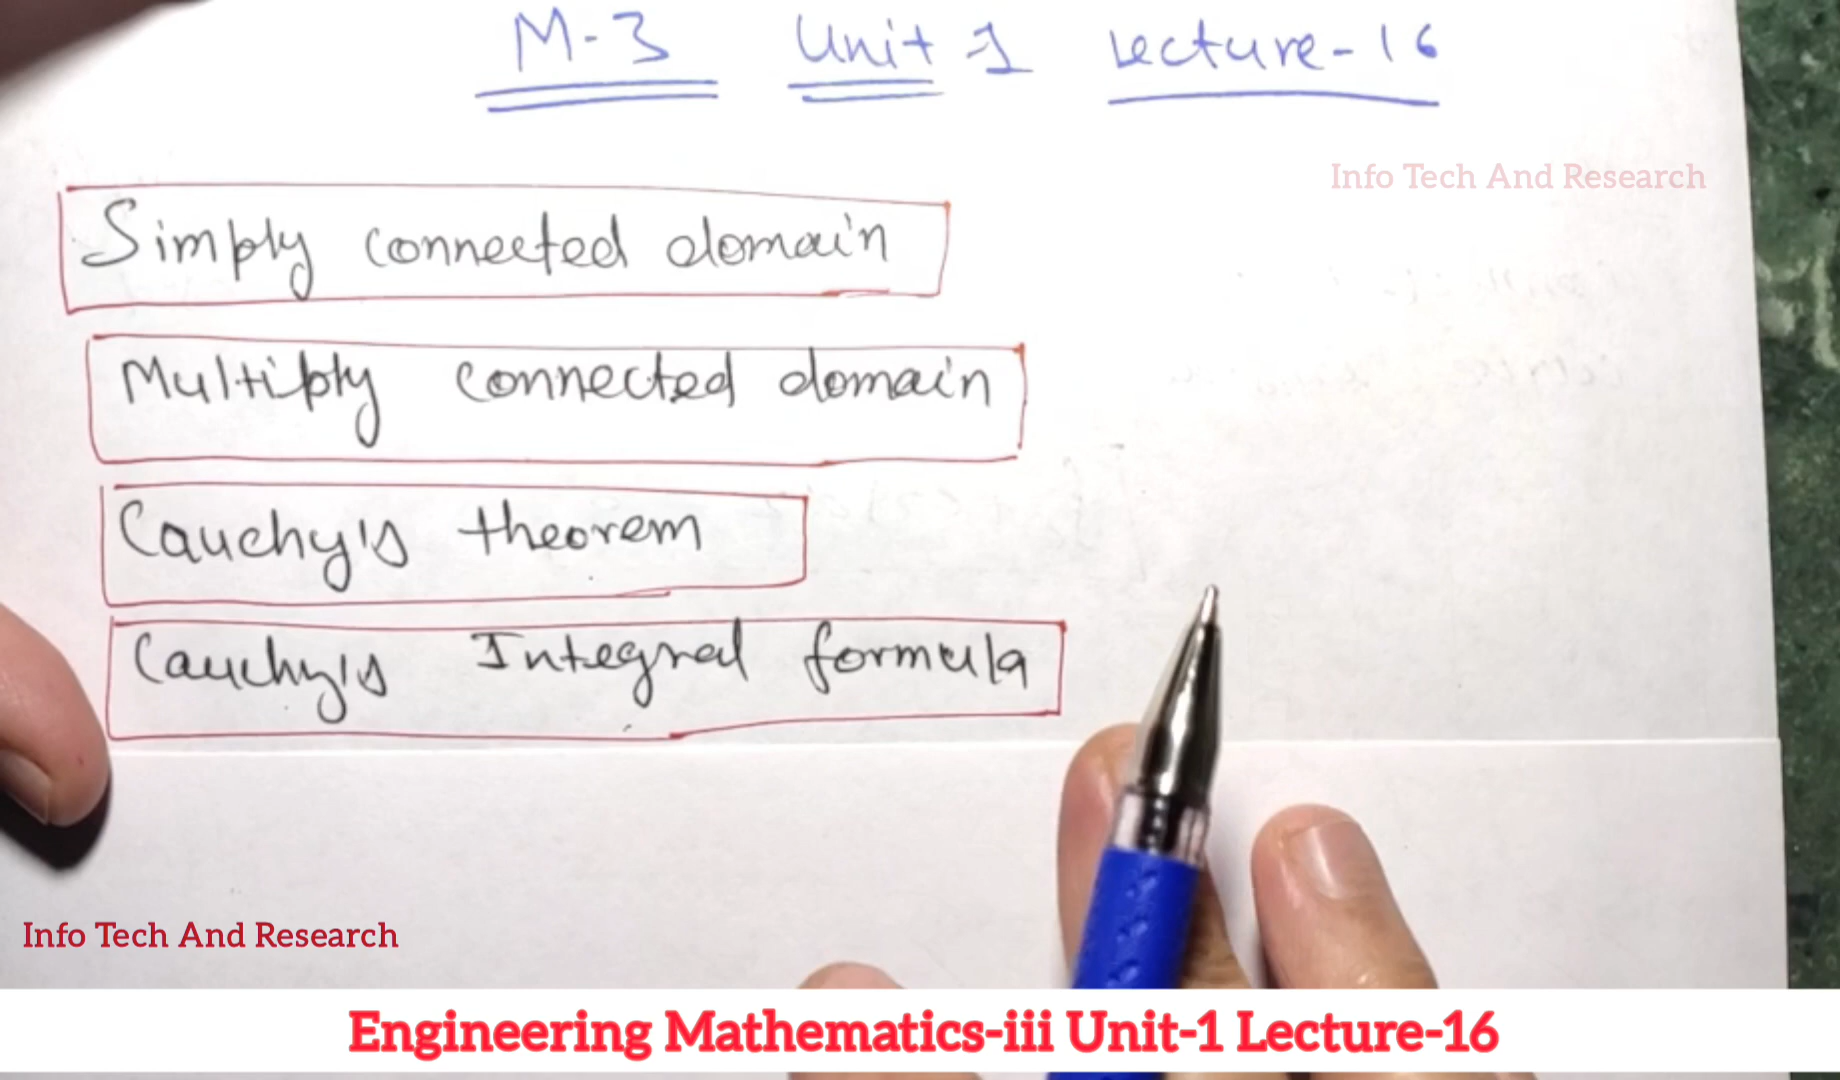 M-3 Unit-1 Lecture-16
Info Tech And Research
Simply connected domain
Multiply connected domain
Cauchy's theorem
Cauchy's Integral formula
Info Tech And Research
Engineering Mathematics-iii Unit-1 Lecture-16